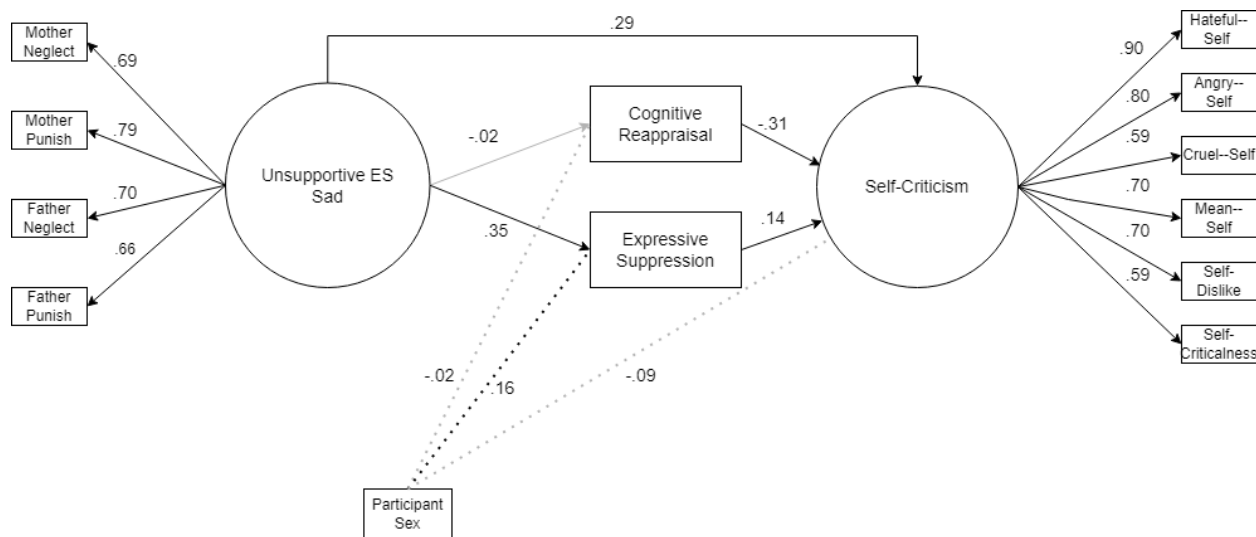 Mother
Neglect
.69
Mother
Punish
.79
Father
Neglect
.70
Father
Punish
.66
Unsupportive ES
Sad
.29
-.02
.35
Cognitive
Reappraisal
Expressive
Suppression
-.31
.14
Self-Criticism
-.02
.16
-.09
Participant
Sex
.90
Hateful--
Self
.80
Angry--
Self
.59
Cruel--Self
.70
Mean--
Self
.70
Self-
Dislike
.59
Self-
Criticalness